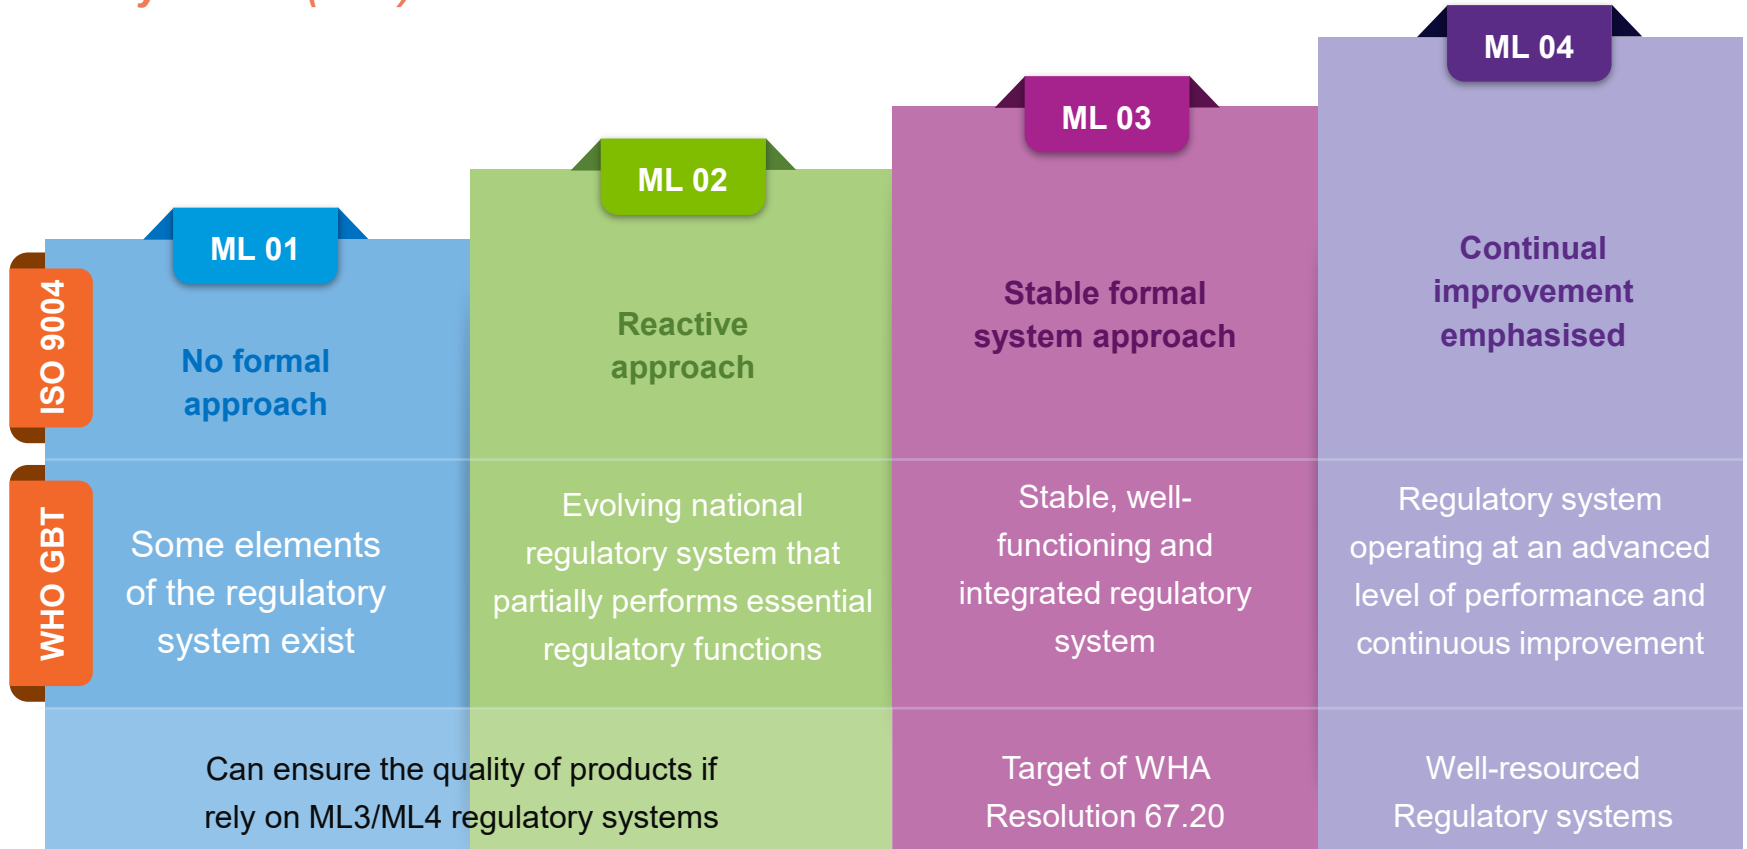 ML 01
ML 02
ML 03
ML 04
ISO 9004
No formal
approach
Reactive
approach
Stable formal
system approach
Continual
improvement
emphasised
WHO GBT
Some elements
of the regulatory
system exist
Evolving national
regulatory system that
partially performs essential
regulatory functions
Stable, well-
functioning and
integrated regulatory
system
Regulatory system
operating at an advanced
level of performance and
continuous improvement
Can ensure the quality of products if
rely on ML3/ML4 regulatory systems
Target of WHA
Resolution 67.20
Well-resourced
Regulatory systems